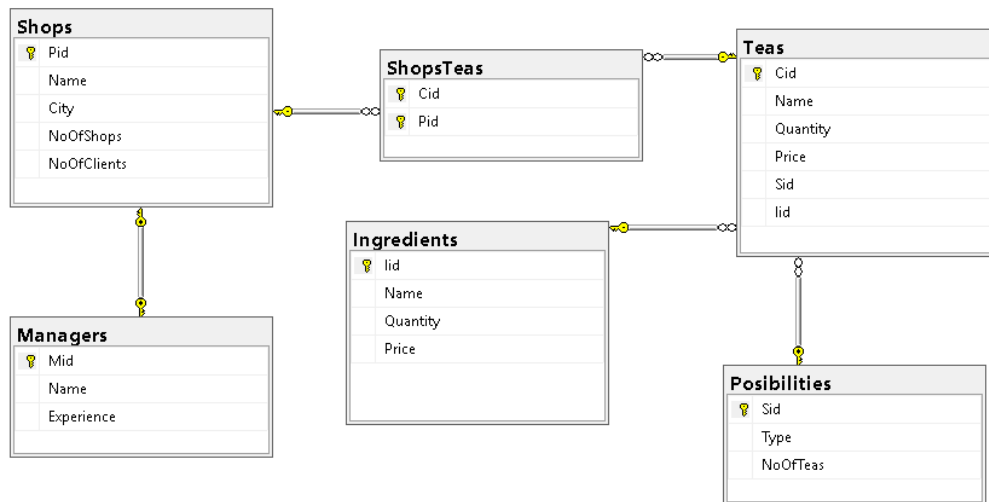 Shops
Pid
Name
City
NoOfShops
NoOfClients
ShopsTeas
Cid
Pid
Teas
Cid
Name
Quantity
Price
Sid
Iid
Ingredients
Iid
Name
Quantity
Price
Managers
Mid
Name
Experience
Posibilities
Sid
Type
NoOfTeas